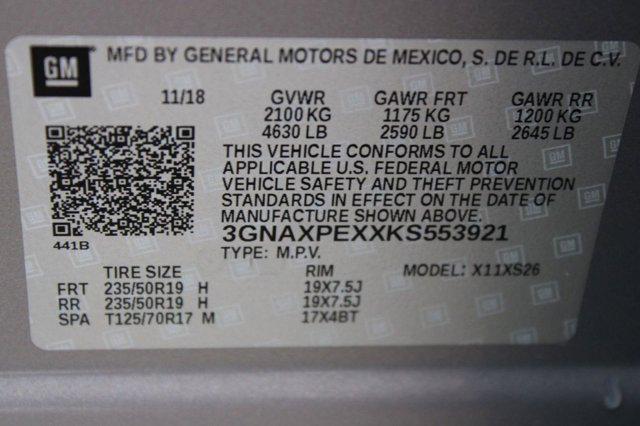 GM MFD BY GENERAL MOTORS DE MEXICO, S. DE R.L. DE C.V.
11/18 GVWR GAWR FRT GAWR RR
2100 KG 1175 KG 1200 KG
4630 LB 2590 LB 2645 LB
THIS VEHICLE CONFORMS TO ALL
APPLICABLE U.S. FEDERAL MOTOR
VEHICLE SAFETY AND THEFT PREVENTION
STANDARDS IN EFFECT ON THE DATE OF
MANUFACTURE SHOWN ABOVE.
441B
3GNAXPEXXKS553921
TYPE: M.P.V.
TIRE SIZE RIM MODEL: X11XS26
FRT 235/50R19 H 19X7.5J
RR 235/50R19 H 19X7.5J
SPA T125/70R17 M 17X4BT